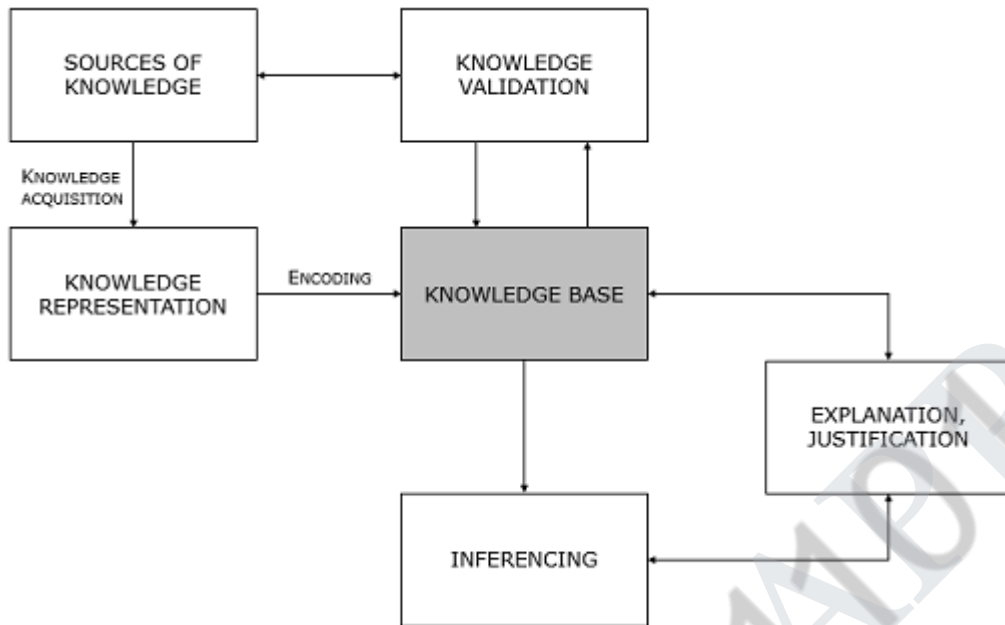 SOURCES OF
KNOWLEDGE
KNOWLEDGE
VALIDATION
KNOWLEDGE
ACQUISITION
KNOWLEDGE
REPRESENTATION
ENCODING
KNOWLEDGE BASE
EXPLANATION,
JUSTIFICATION
INFERENCING